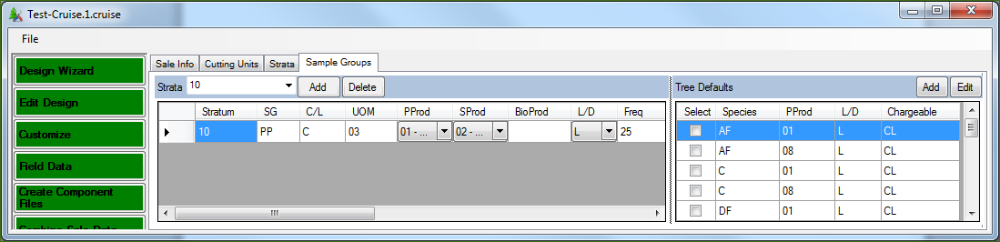 Test-Cruise.1.cruise
File
Design Wizard
Edit Design
Customize
Field Data
Create Component
Files
Combine Sale Data
Sale Info Cutting Units Strata Sample Groups
Strata 10 Add Delete
Stratum SG C/L UOM PProd SProd BioProd L/D Freq
10 PP C 03 01 - ... 02 - ... L 25
Tree Defaults Add Edit
Select Species PProd L/D Chargeable
AF 01 L CL
AF 08 L CL
C 01 L CL
C 08 L CL
DF 01 L CL